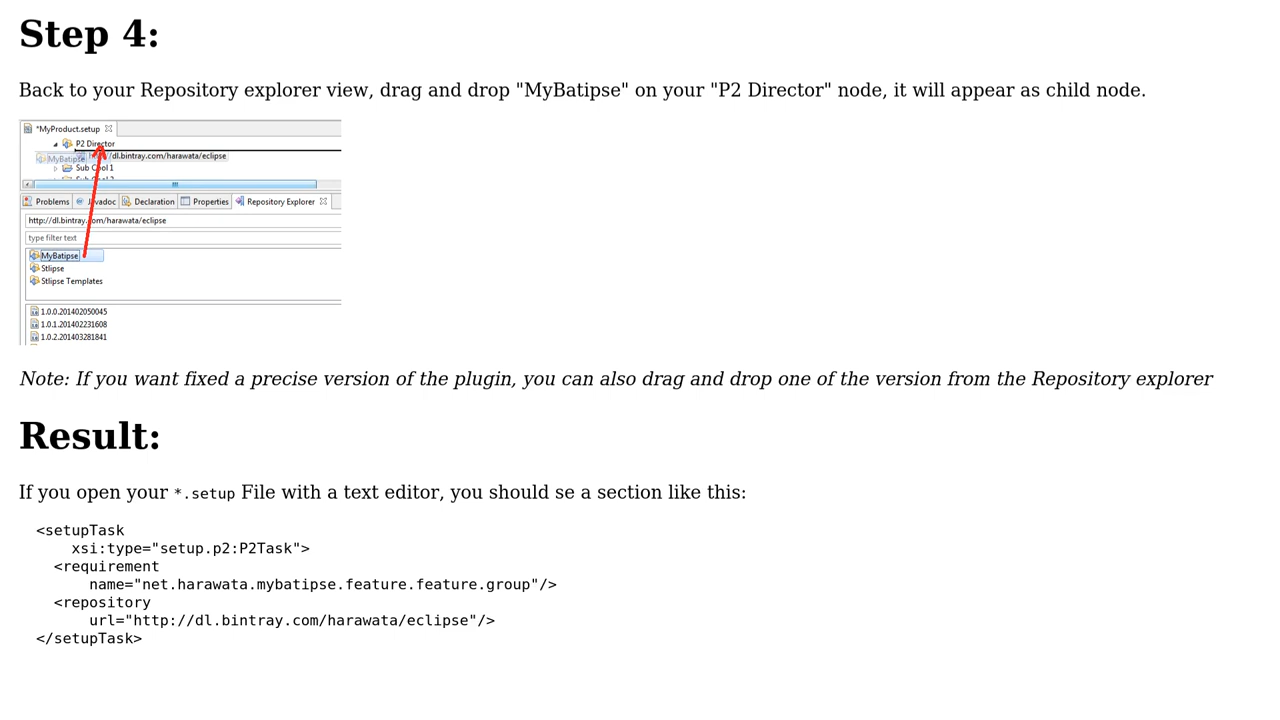 Step 4:
Back to your Repository explorer view, drag and drop "MyBatipse" on your "P2 Director" node, it will appear as child node.
*MyProduct.setup
P2 Director
MyBatipse //dl.bintray.com/harawata/eclipse
Problems Javadoc Declaration Properties Repository Explorer
http://dl.bintray.com/harawata/eclipse
type filter text
MyBatipse
Stlipse
Stlipse Templates
1.0.0.201402050045
1.0.1.201402231608
1.0.2.201403281841
Note: If you want fixed a precise version of the plugin, you can also drag and drop one of the version from the Repository explorer
Result:
If you open your *.setup File with a text editor, you should se a section like this:
<setupTask
xsi:type="setup.p2:P2Task">
<requirement
name="net.harawata.mybatipse.feature.feature.group"/>
<repository
url="http://dl.bintray.com/harawata/eclipse"/>
</setupTask>